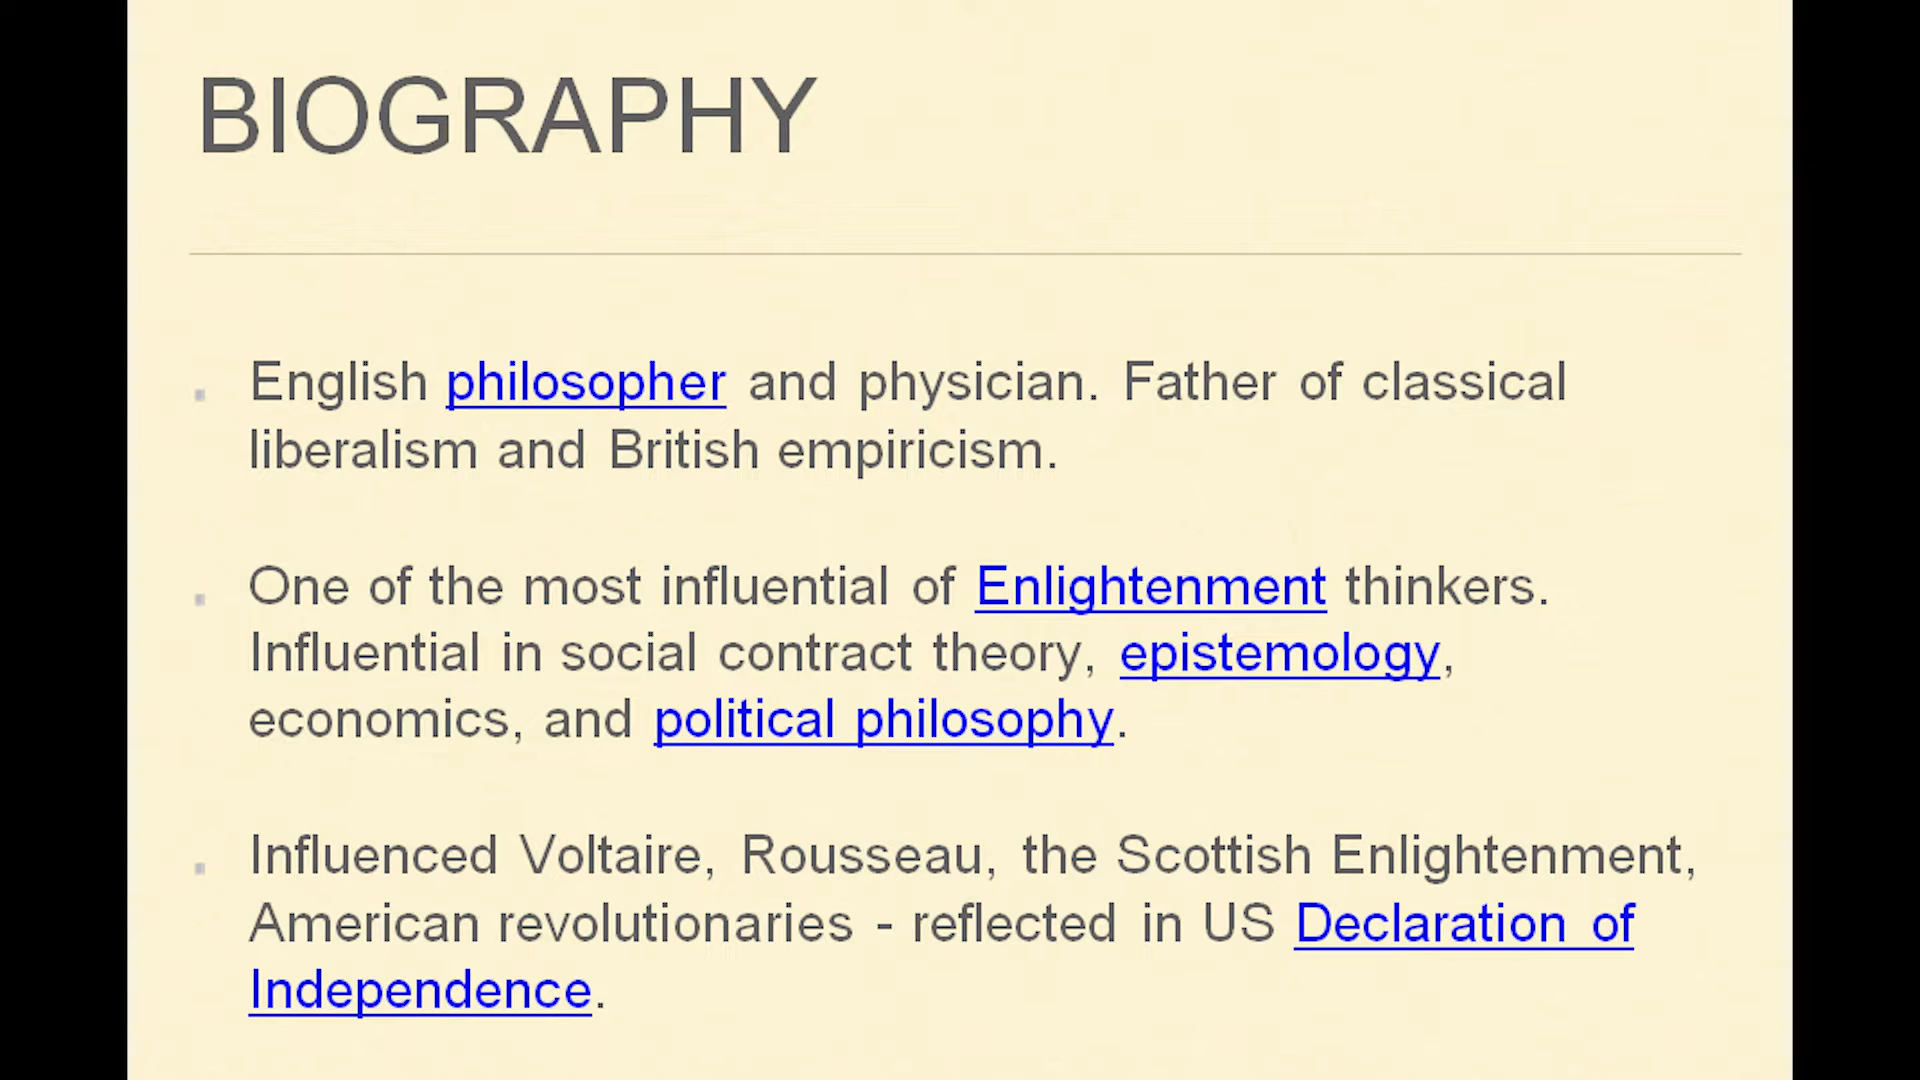 BIOGRAPHY
English philosopher and physician. Father of classical
liberalism and British empiricism.
One of the most influential of Enlightenment thinkers.
Influential in social contract theory, epistemology,
economics, and political philosophy.
Influenced Voltaire, Rousseau, the Scottish Enlightenment,
American revolutionaries - reflected in US Declaration of
Independence.